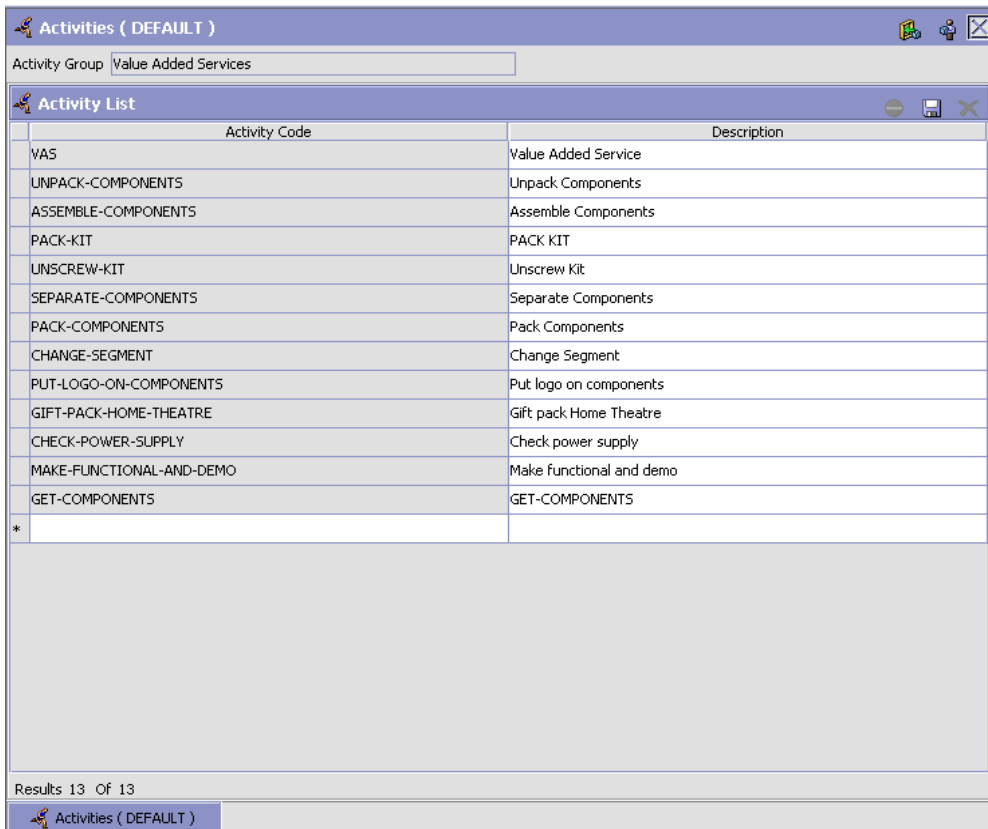 Activities ( DEFAULT )
Activity Group Value Added Services
Activity List
Activity Code Description
VAS Value Added Service
UNPACK-COMPONENTS Unpack Components
ASSEMBLE-COMPONENTS Assemble Components
PACK-KIT PACK KIT
UNSCREW-KIT Unscrew Kit
SEPARATE-COMPONENTS Separate Components
PACK-COMPONENTS Pack Components
CHANGE-SEGMENT Change Segment
PUT-LOGO-ON-COMPONENTS Put logo on components
GIFT-PACK-HOME-THEATRE Gift pack Home Theatre
CHECK-POWER-SUPPLY Check power supply
MAKE-FUNCTIONAL-AND-DEMO Make functional and demo
GET-COMPONENTS GET-COMPONENTS
*
Results 13 Of 13
Activities ( DEFAULT )